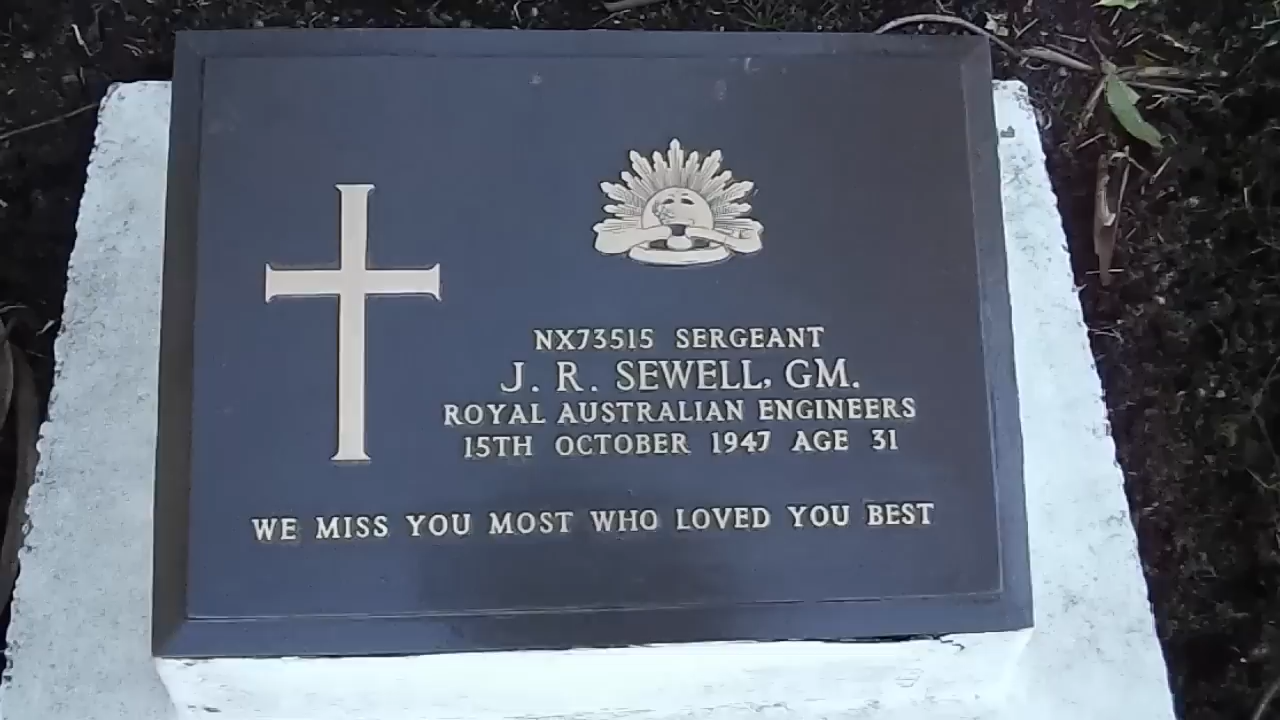 NX73515 SERGEANT
J. R. SEWELL, GM.
ROYAL AUSTRALIAN ENGINEERS
15TH OCTOBER 1947 AGE 31
WE MISS YOU MOST WHO LOVED YOU BEST